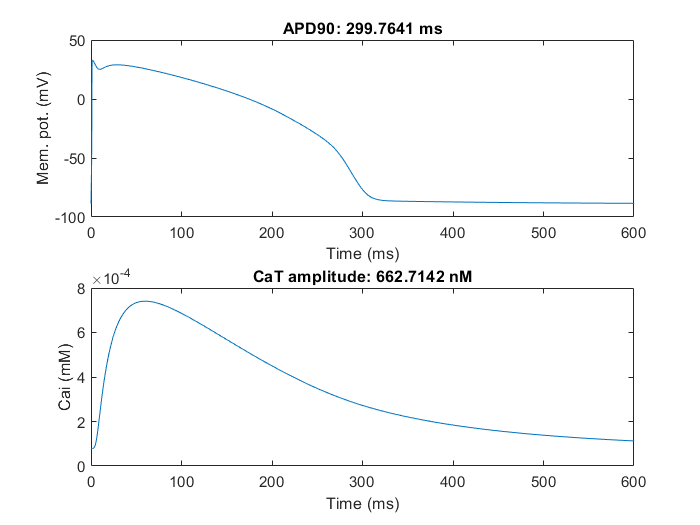 APD90: 299.7641 ms
50
0
-50
-100
Mem. pot. (mV)
0 100 200 300 400 500 600
Time (ms)
×10-4
CaT amplitude: 662.7142 nM
8
6
4
2
0
Cai (mM)
0 100 200 300 400 500 600
Time (ms)